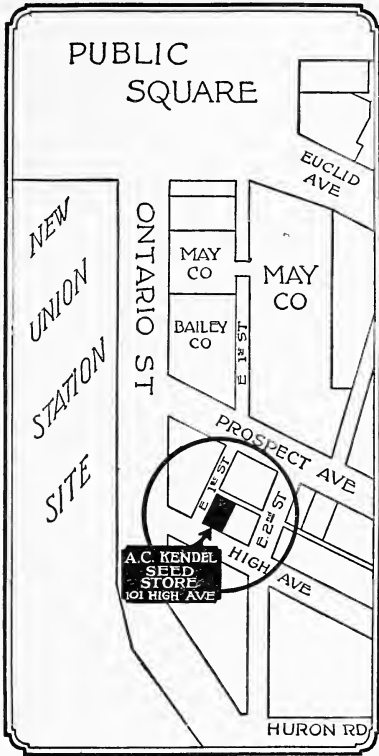 PUBLIC
SQUARE
EUCLID
AVE
NEW
UNION
STATION
SITE
ONTARIO ST
MAY
CO
BAILEY
CO
E 1st ST
MAY
CO
PROSPECT AVE
E 1st ST
E 2nd ST
HIGH AVE
A.C. KENDEL
SEED
STORE
101 HIGH AVE
HURON RD